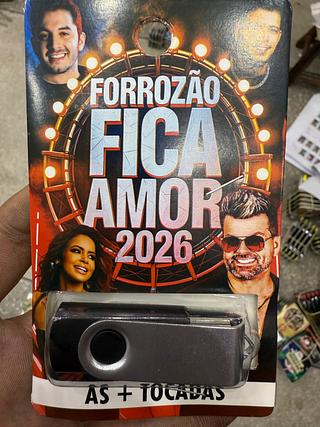 FORROZÃO
FICA
AMOR
2026
AS + TOCADAS